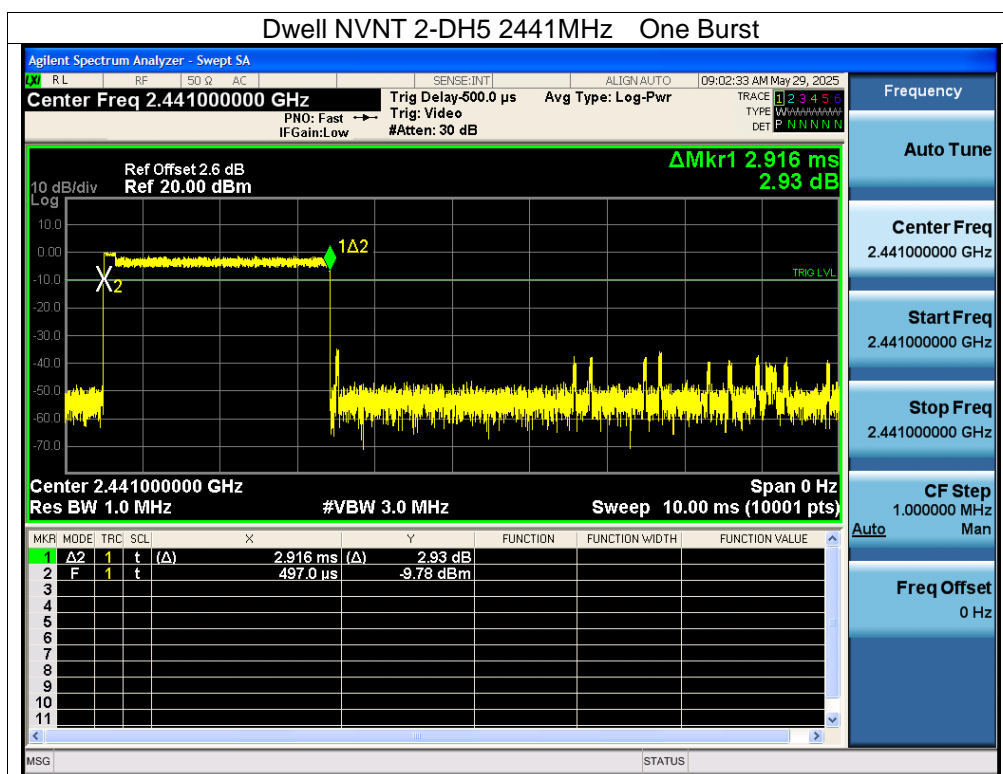 Dwell NVNT 2-DH5 2441MHz One Burst
Agilent Spectrum Analyzer - Swept SA
LXI RL RF 50 Ω AC SENSE:INT ALIGN AUTO 09:02:33 AM May 29, 2025
Center Freq 2.441000000 GHz
PNO: Fast
IFGain:Low
Trig Delay-500.0 µs
Trig: Video
#Atten: 30 dB
Avg Type: Log-Pwr
TRACE 1 2 3 4 5 6
TYPE WWWWWW
DET P N N N N N
Frequency
Auto Tune
Center Freq
2.441000000 GHz
Start Freq
2.441000000 GHz
Stop Freq
2.441000000 GHz
CF Step
1.000000 MHz
Auto Man
Freq Offset
0 Hz
ΔMkr1 2.916 ms
2.93 dB
Ref Offset 2.6 dB
10 dB/div Ref 20.00 dBm
Log
10.0
0.00
-10.0
-20.0
-30.0
-40.0
-50.0
-60.0
-70.0
1Δ2
X2
TRIG LVL
Center 2.441000000 GHz Span 0 Hz
Res BW 1.0 MHz #VBW 3.0 MHz Sweep 10.00 ms (10001 pts)
MKR MODE TRC SCL X Y FUNCTION FUNCTION WIDTH FUNCTION VALUE
1 Δ2 1 t (Δ) 2.916 ms (Δ) 2.93 dB
2 F 1 t 497.0 µs -9.78 dBm
3
4
5
6
7
8
9
10
11
MSG STATUS